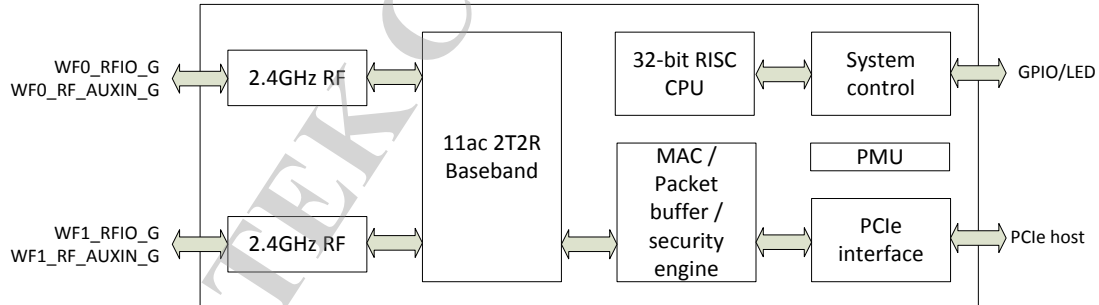 WF0_RFIO_G
WF0_RF_AUXIN_G
2.4GHz RF
11ac 2T2R
Baseband
32-bit RISC
CPU
System
control
GPIO/LED
MAC /
Packet
buffer /
security
engine
PMU
WF1_RFIO_G
WF1_RF_AUXIN_G
2.4GHz RF
PCIe
interface
PCIe host
TEK C